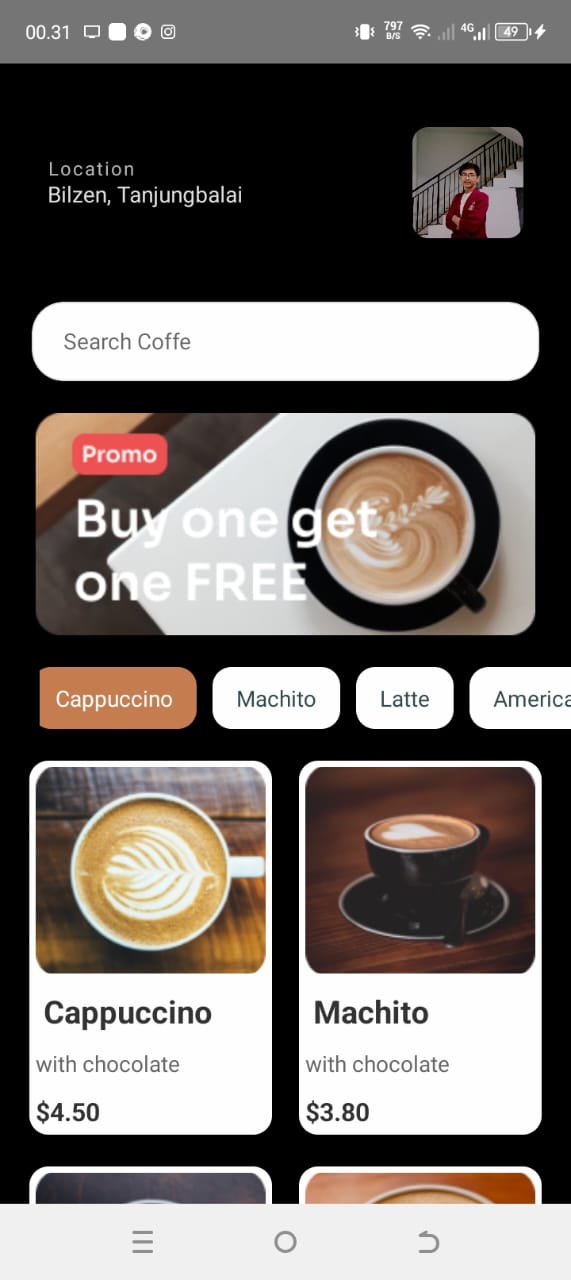 00.31
797
B/S
4G
49
Location
Bilzen, Tanjungbalai
Search Coffe
Promo
Buy one get
one FREE
Cappuccino
Machito
Latte
America
Cappuccino
Machito
with chocolate
with chocolate
$4.50
$3.80